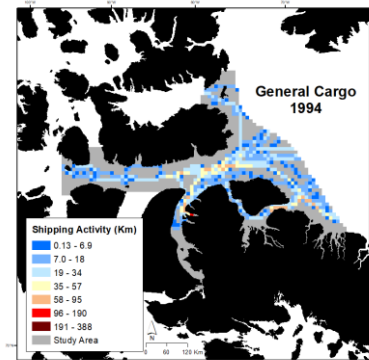 General Cargo
1994
Shipping Activity (Km)
0.13 - 6.9
7.0 - 18
19 - 34
35 - 57
58 - 95
96 - 190
191 - 388
Study Area
N
0
60
120 Km